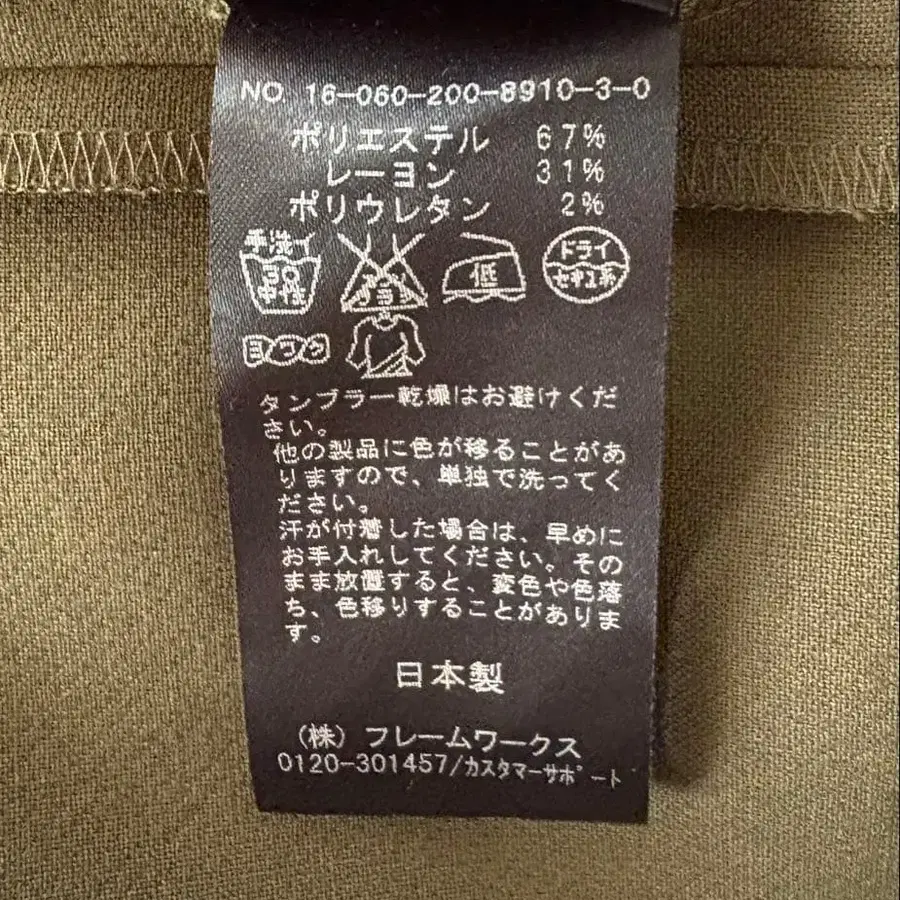 NO. 16-060-200-8910-3-0
ポリエステル 67%
レーヨン 31%
ポリウレタン 2%
手洗イ
30
中性
低
ドライ
セキユ系
ヨワク
タンブラー乾燥はお避けくだ
さい。
他の製品に色が移ることがあ
りますので、単独で洗ってく
ださい。
汗が付着した場合は、早めに
お手入れしてください。その
まま放置すると、変色や色落
ち、色移りすることがありま
す。
日本製
(株)フレームワークス
0120-301457/カスタマーサポート